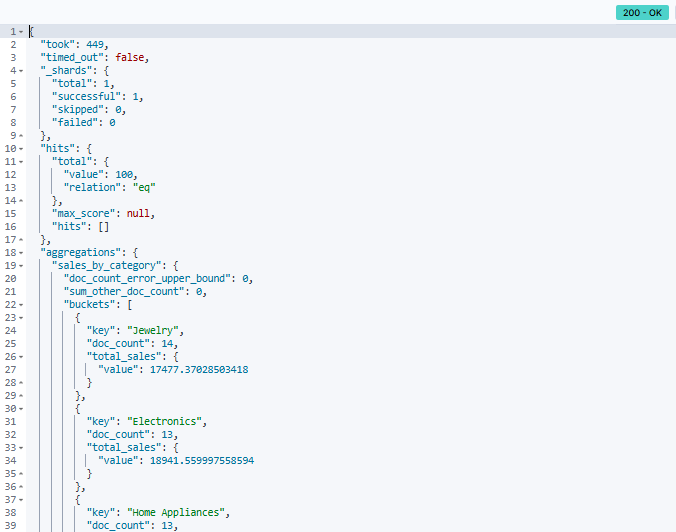 200 - OK
1 {
2 "took": 449,
3 "timed_out": false,
4 "_shards": {
5 "total": 1,
6 "successful": 1,
7 "skipped": 0,
8 "failed": 0
9 },
10 "hits": {
11 "total": {
12 "value": 100,
13 "relation": "eq"
14 },
15 "max_score": null,
16 "hits": []
17 },
18 "aggregations": {
19 "sales_by_category": {
20 "doc_count_error_upper_bound": 0,
21 "sum_other_doc_count": 0,
22 "buckets": [
23 {
24 "key": "Jewelry",
25 "doc_count": 14,
26 "total_sales": {
27 "value": 17477.37028503418
28 }
29 },
30 {
31 "key": "Electronics",
32 "doc_count": 13,
33 "total_sales": {
34 "value": 18941.559997558594
35 }
36 },
37 {
38 "key": "Home Appliances",
39 "doc_count": 13,